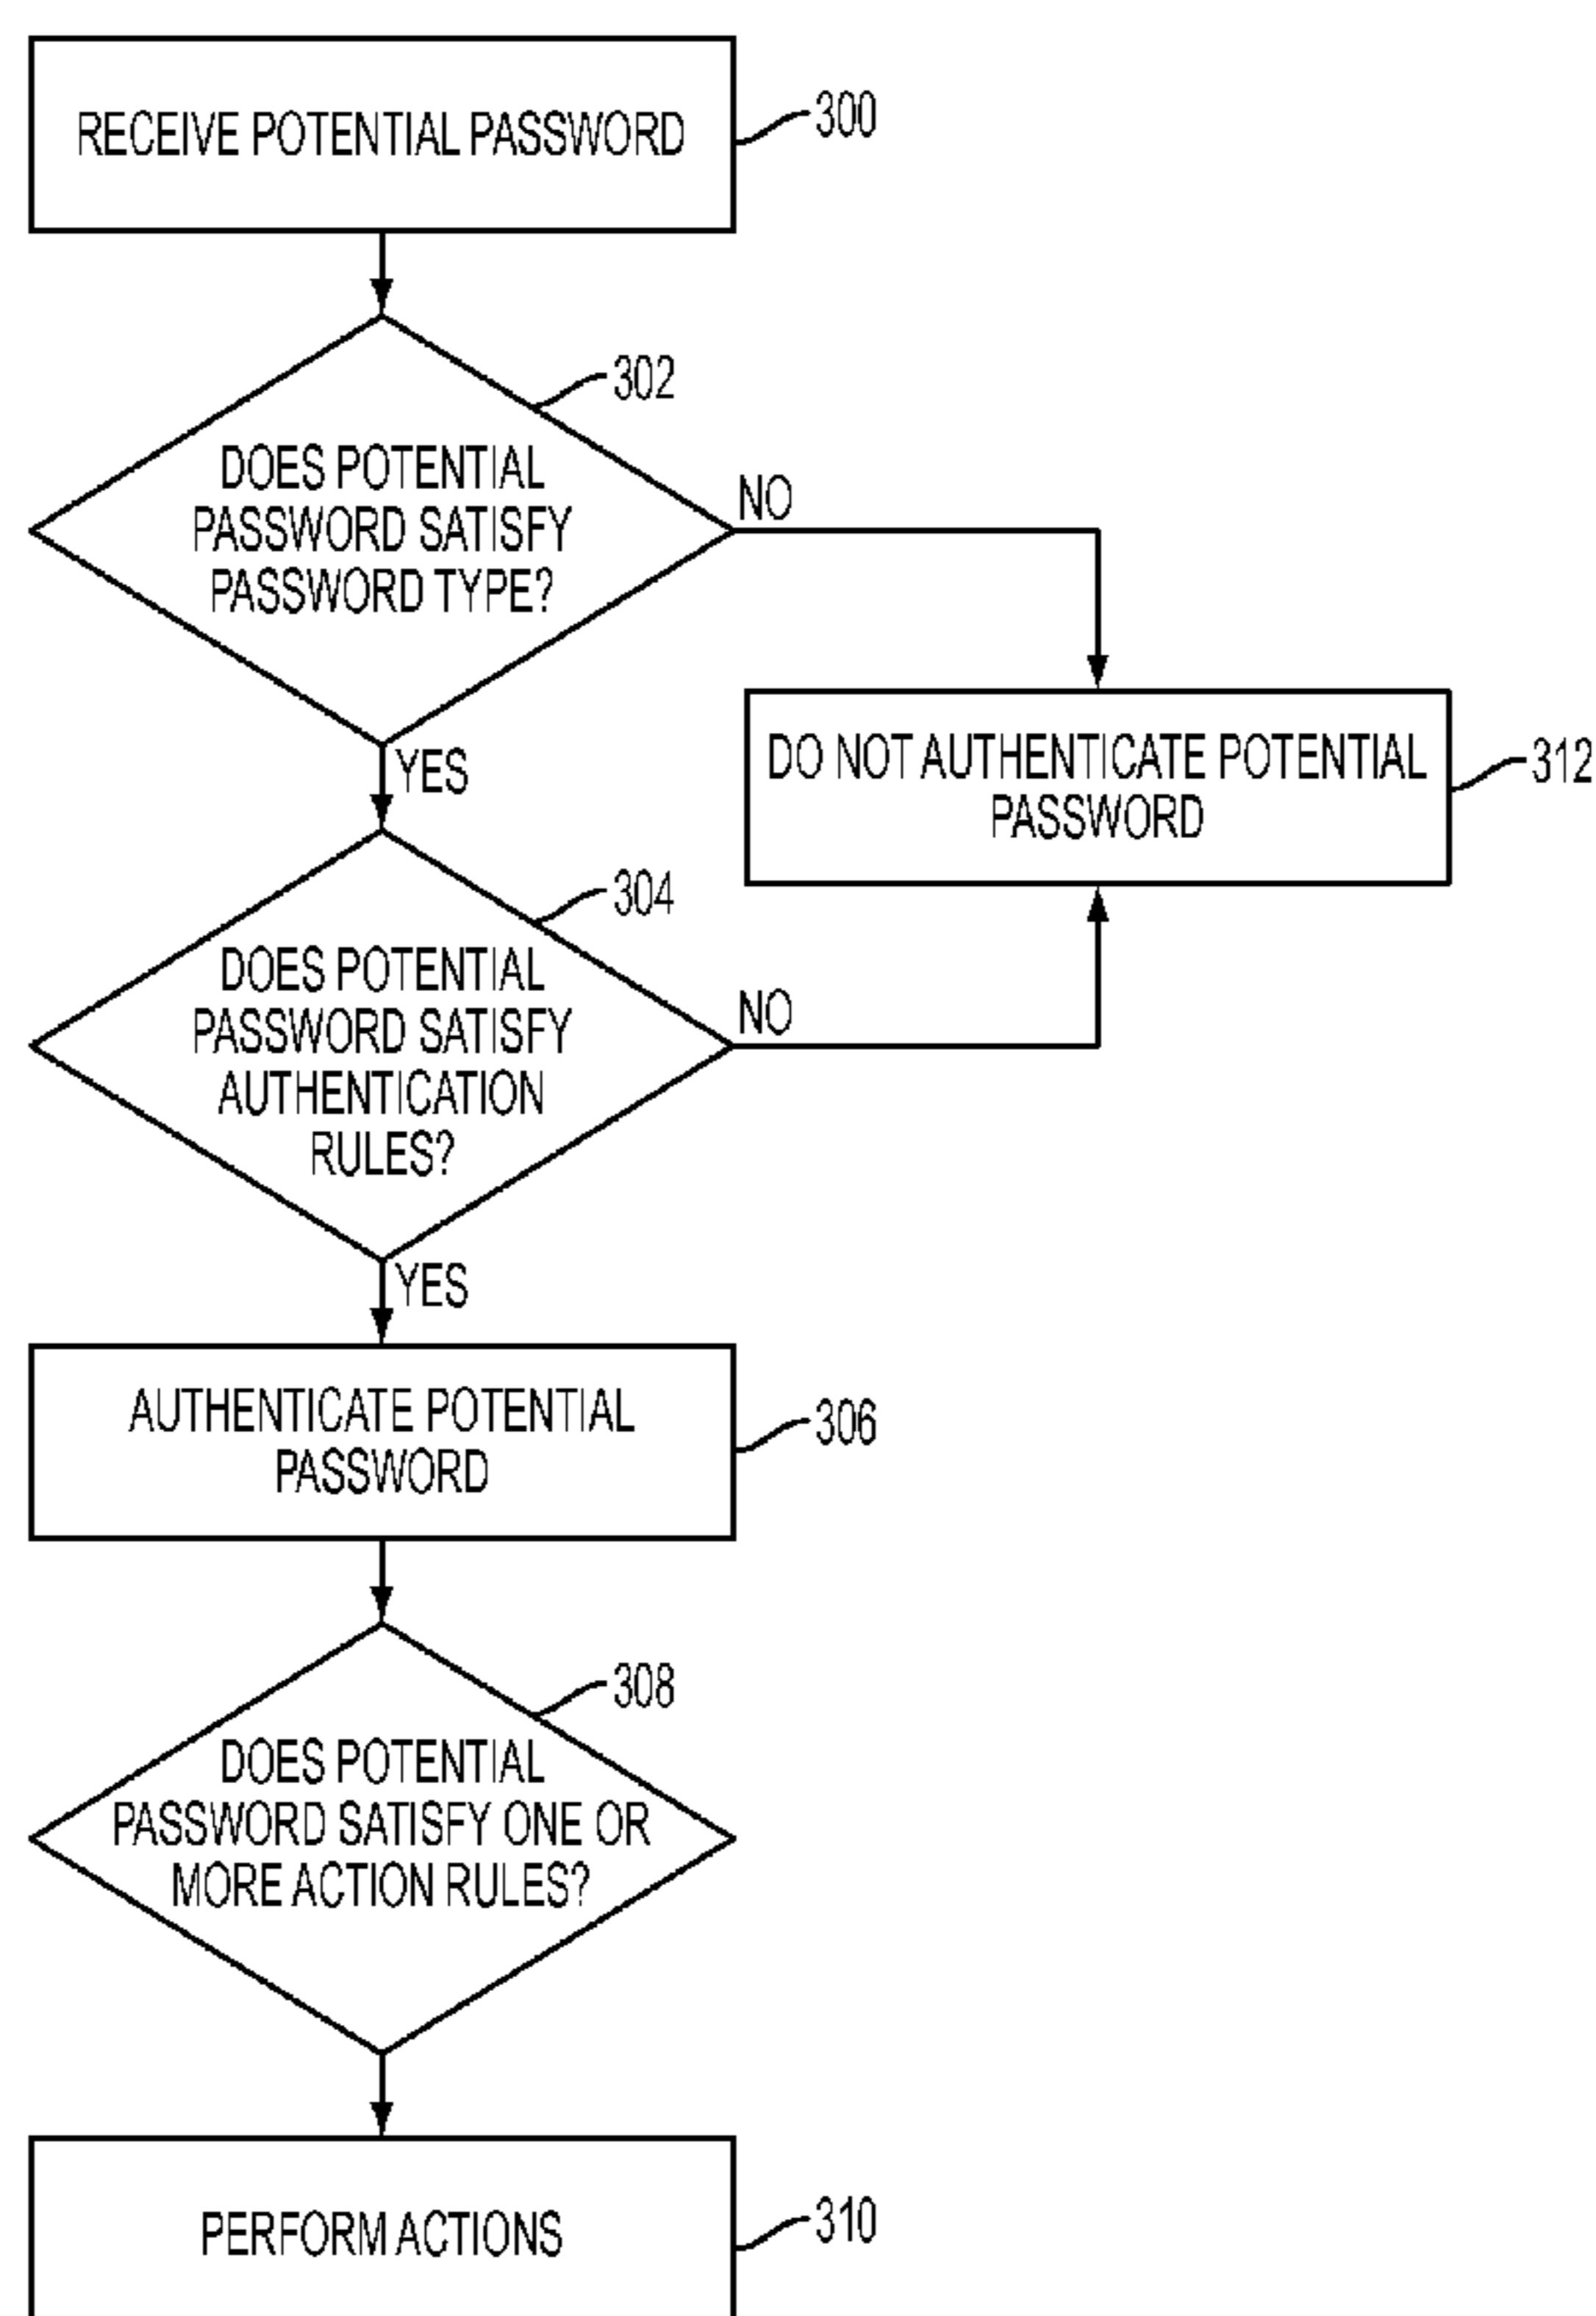 RECEIVE POTENTIAL PASSWORD
300
302
DOES POTENTIAL
PASSWORD SATISFY
PASSWORD TYPE?
NO
YES
DO NOT AUTHENTICATE POTENTIAL
PASSWORD
312
304
DOES POTENTIAL
PASSWORD SATISFY
AUTHENTICATION
RULES?
NO
YES
AUTHENTICATE POTENTIAL
PASSWORD
306
308
DOES POTENTIAL
PASSWORD SATISFY ONE OR
MORE ACTION RULES?
PERFORM ACTIONS
310